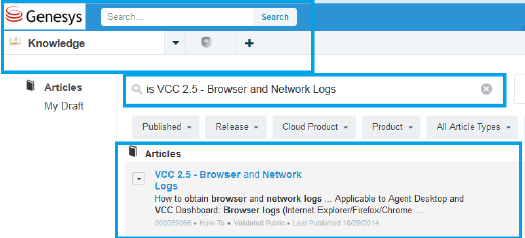 Genesys
Search...
Search
Knowledge
Articles
My Draft
is VCC 2.5 - Browser and Network Logs
Published
Release
Cloud Product
Product
All Article Types
Articles
VCC 2.5 - Browser and Network
Logs
How to obtain browser and network logs ... Applicable to Agent Desktop and
VCC Dashboard: Browser logs (Internet Explorer/Firefox/Chrome ...
000059066 • How To • Validated Public • Last Published 10/29/2014